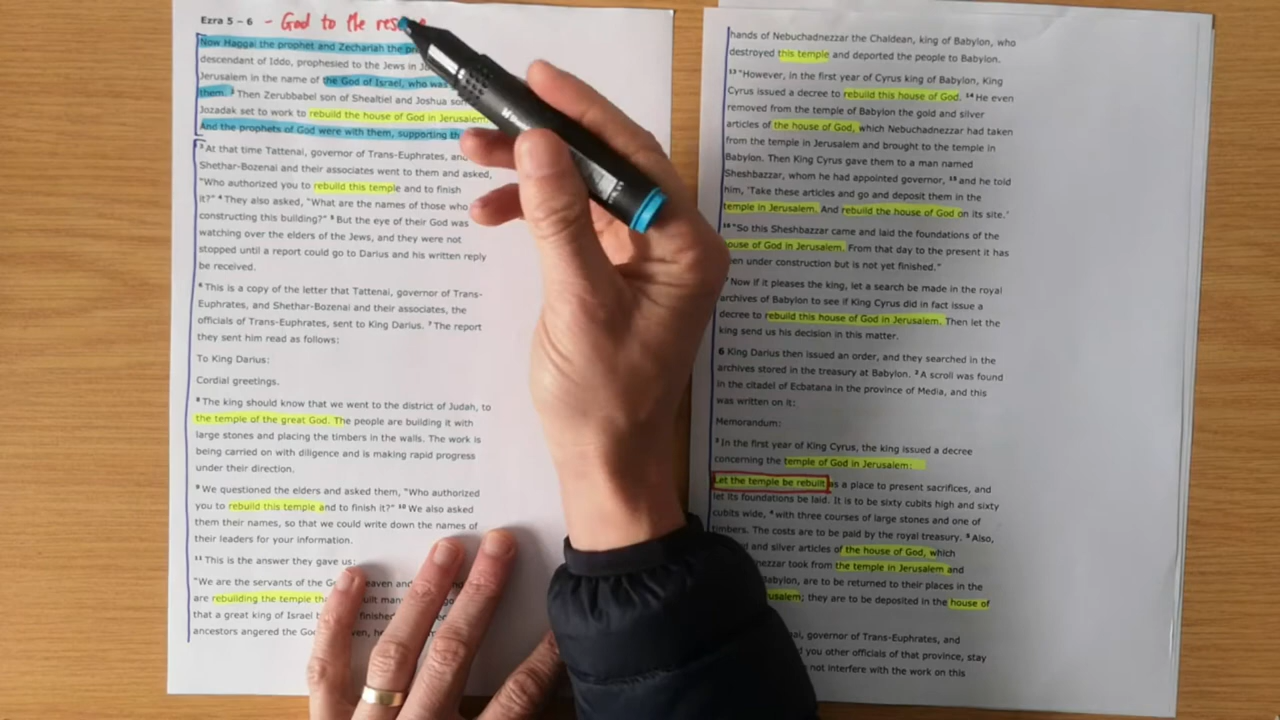 Ezra 5 – 6 - God to the res
Now Haggai the prophet and Zechariah the
descendant of Iddo, prophesied to the Jews in
Jerusalem in the name of the God of Israel, who was
them. 2 Then Zerubbabel son of Shealtiel and Joshua son
Jozadak set to work to rebuild the house of God in Jerusalem.
And the prophets of God were with them, supporting
3 At that time Tattenai, governor of Trans-Euphrates, and
Shethar-Bozenai and their associates went to them and asked,
"Who authorized you to rebuild this temple and to finish
it?" 4 They also asked, "What are the names of those who
constructing this building?" 5 But the eye of their God was
watching over the elders of the Jews, and they were not
stopped until a report could go to Darius and his written reply
be received.
6 This is a copy of the letter that Tattenai, governor of Trans-
Euphrates, and Shethar-Bozenai and their associates, the
officials of Trans-Euphrates, sent to King Darius. 7 The report
they sent him read as follows:
To King Darius:
Cordial greetings.
8 The king should know that we went to the district of Judah, to
the temple of the great God. The people are building it with
large stones and placing the timbers in the walls. The work is
being carried on with diligence and is making rapid progress
under their direction.
9 We questioned the elders and asked them, "Who authorized
you to rebuild this temple and to finish it?" 10 We also asked
them their names, so that we could write down the names of
their leaders for your information.
11 This is the answer they gave us:
"We are the servants of the
are rebuilding the temple
that a great king of Israel
ancestors angered the
hands of Nebuchadnezzar the Chaldean, king of Babylon, who
destroyed this temple and deported the people to Babylon.
13 "However, in the first year of Cyrus king of Babylon, King
Cyrus issued a decree to rebuild this house of God. 14 He even
removed from the temple of Babylon the gold and silver
articles of the house of God, which Nebuchadnezzar had taken
from the temple in Jerusalem and brought to the temple in
Babylon. Then King Cyrus gave them to a man named
Sheshbazzar, whom he had appointed governor, 15 and he told
him, 'Take these articles and go and deposit them in the
temple in Jerusalem. And rebuild the house of God on its site.'
16 "So this Sheshbazzar came and laid the foundations of the
house of God in Jerusalem. From that day to the present it has
been under construction but is not yet finished."
Now if it pleases the king, let a search be made in the royal
archives of Babylon to see if King Cyrus did in fact issue a
decree to rebuild this house of God in Jerusalem. Then let the
king send us his decision in this matter.
6 King Darius then issued an order, and they searched in the
archives stored in the treasury at Babylon. 2 A scroll was found
in the citadel of Ecbatana in the province of Media, and this
was written on it:
Memorandum:
3 In the first year of King Cyrus, the king issued a decree
concerning the temple of God in Jerusalem:
Let the temple be rebuilt as a place to present sacrifices, and
let its foundations be laid. It is to be sixty cubits high and sixty
cubits wide, 4 with three courses of large stones and one of
timbers. The costs are to be paid by the royal treasury. 5 Also,
and silver articles of the house of God, which
took from the temple in Jerusalem and
Babylon, are to be returned to their places in the
they are to be deposited in the house of
governor of Trans-Euphrates, and
you other officials of that province, stay
not interfere with the work on this